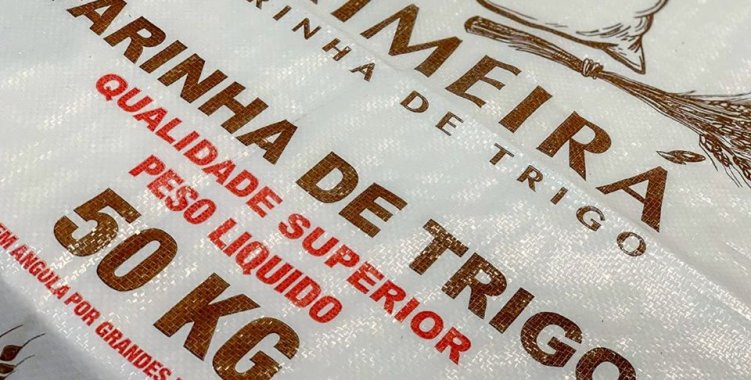 IMEIRÁ
RINHA DE TRIGO
ARINHA DE TRIGO
QUALIDADE SUPERIOR
PESO LIQUIDO
50 KG
EM ANGOLA POR GRANDES